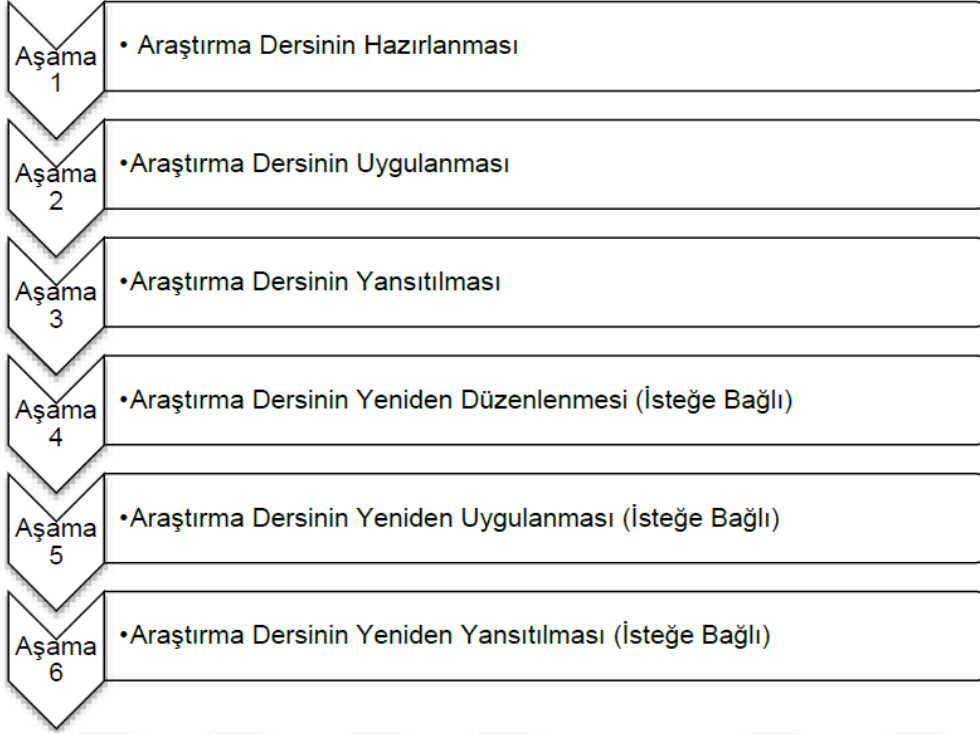 Aşama
1
• Araştırma Dersinin Hazırlanması
Aşama
2
•Araştırma Dersinin Uygulanması
Aşama
3
•Araştırma Dersinin Yansıtılması
Aşama
4
•Araştırma Dersinin Yeniden Düzenlenmesi (İsteğe Bağlı)
Aşama
5
•Araştırma Dersinin Yeniden Uygulanması (İsteğe Bağlı)
Aşama
6
•Araştırma Dersinin Yeniden Yansıtılması (İsteğe Bağlı)